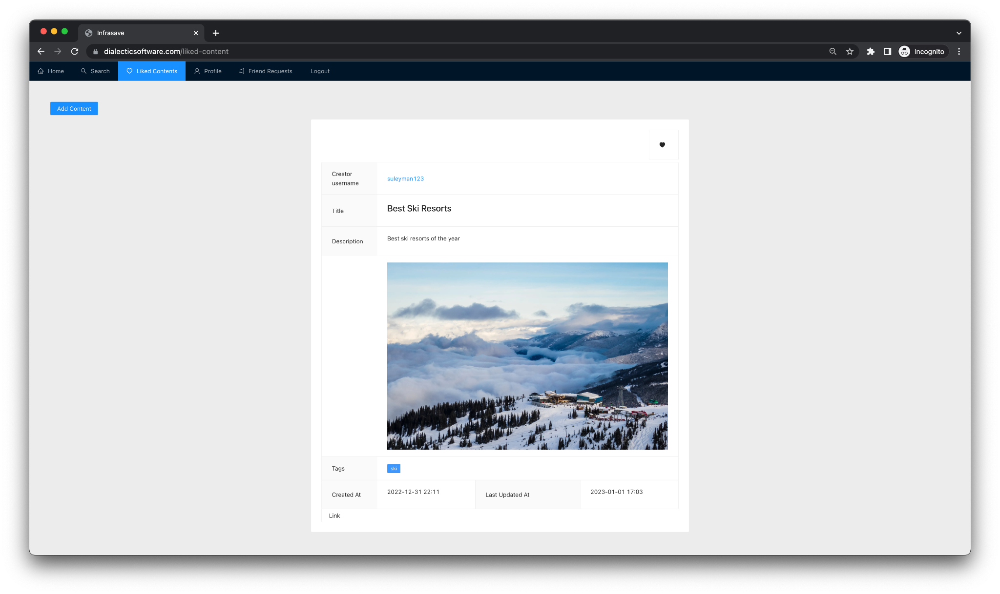 Infrasave
dialecticsoftware.com/liked-content
Incognito
Home
Search
Liked Contents
Profile
Friend Requests
Logout
Add Content
Creator username
suleyman123
Title
Best Ski Resorts
Description
Best ski resorts of the year
Tags
ski
Created At
2022-12-31 22:11
Last Updated At
2023-01-01 17:03
Link